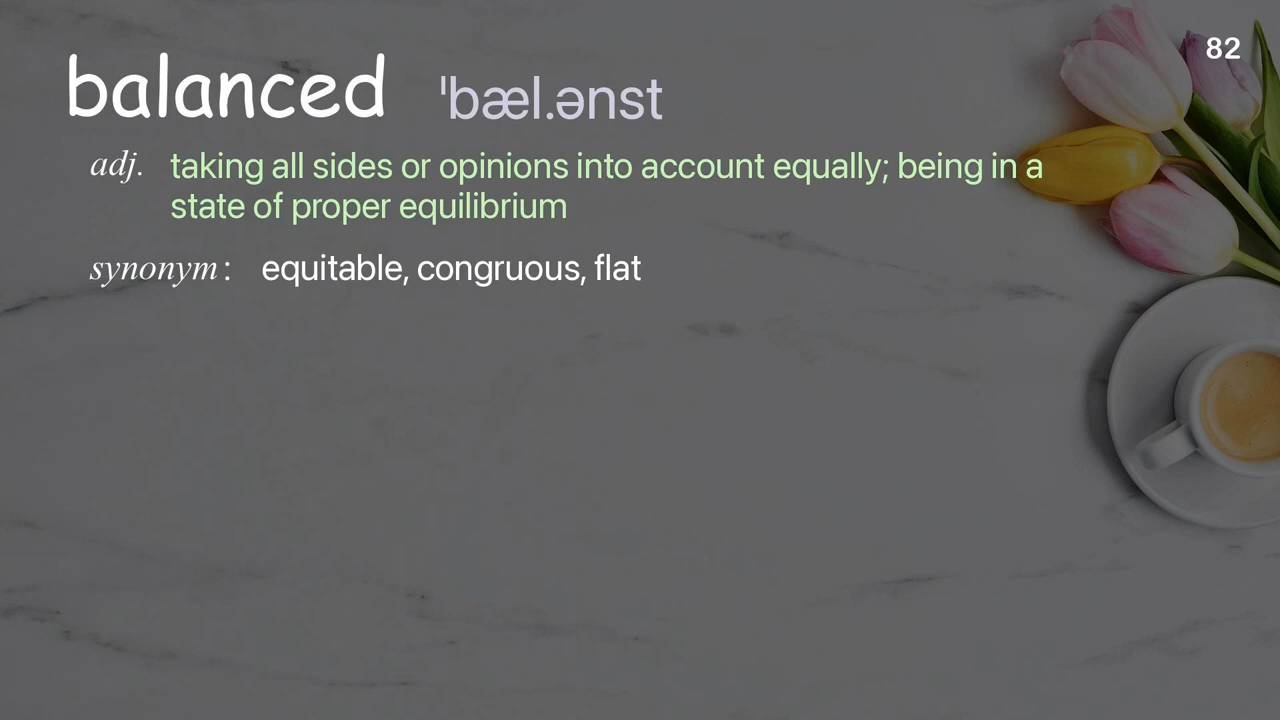 82
balanced ˈbæl.ənst
adj. taking all sides or opinions into account equally; being in a
state of proper equilibrium
synonym : equitable, congruous, flat